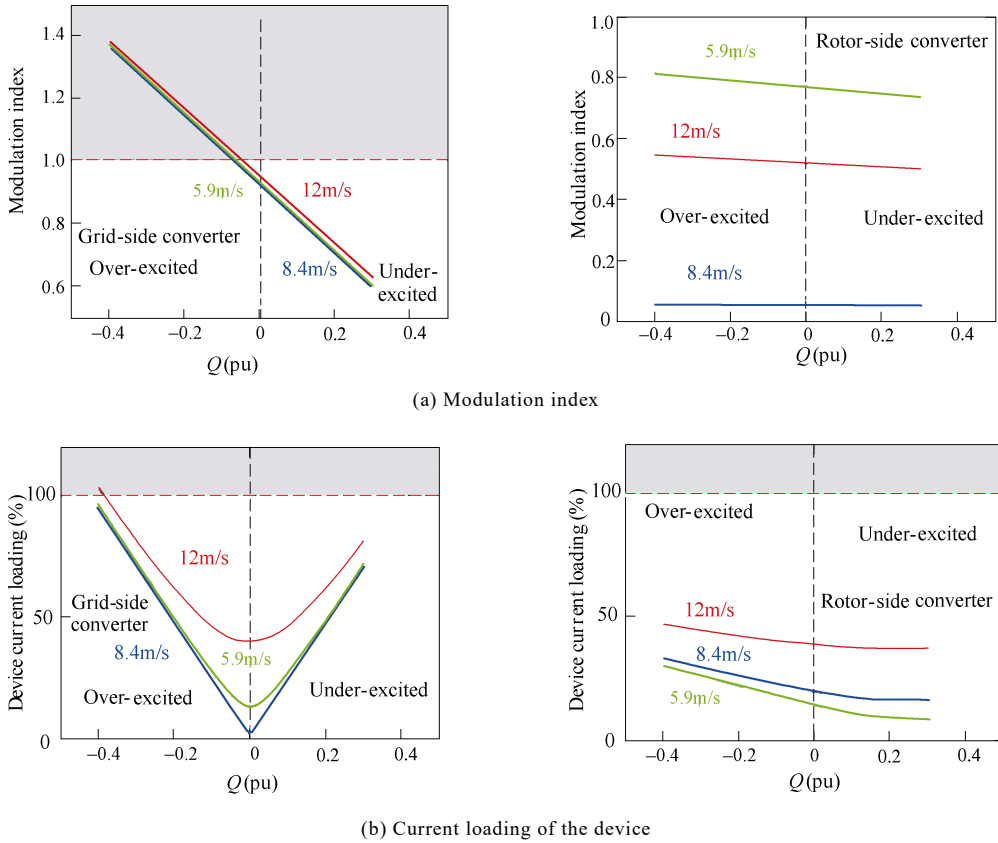 Modulation index
1.4
1.2
1.0
0.8
0.6
5.9m/s
12m/s
8.4m/s
Grid-side converter
Over-excited
Under-
excited
−0.4
−0.2
0
0.2
0.4
Q(pu)
Modulation index
1.0
0.8
0.6
0.4
0.2
0
Rotor-side converter
5.9m/s
12m/s
Over-excited
Under-excited
8.4m/s
−0.4
−0.2
0
0.2
0.4
Q(pu)
(a) Modulation index
Device current loading(%)
100
50
0
12m/s
Grid-side
converter
8.4m/s
5.9m/s
Over-excited
Under-excited
−0.4
−0.2
0
0.2
0.4
Q(pu)
Device current loading(%)
100
50
0
Over-excited
Under-excited
Rotor-side converter
12m/s
8.4m/s
5.9m/s
−0.4
−0.2
0
0.2
0.4
Q(pu)
(b) Current loading of the device